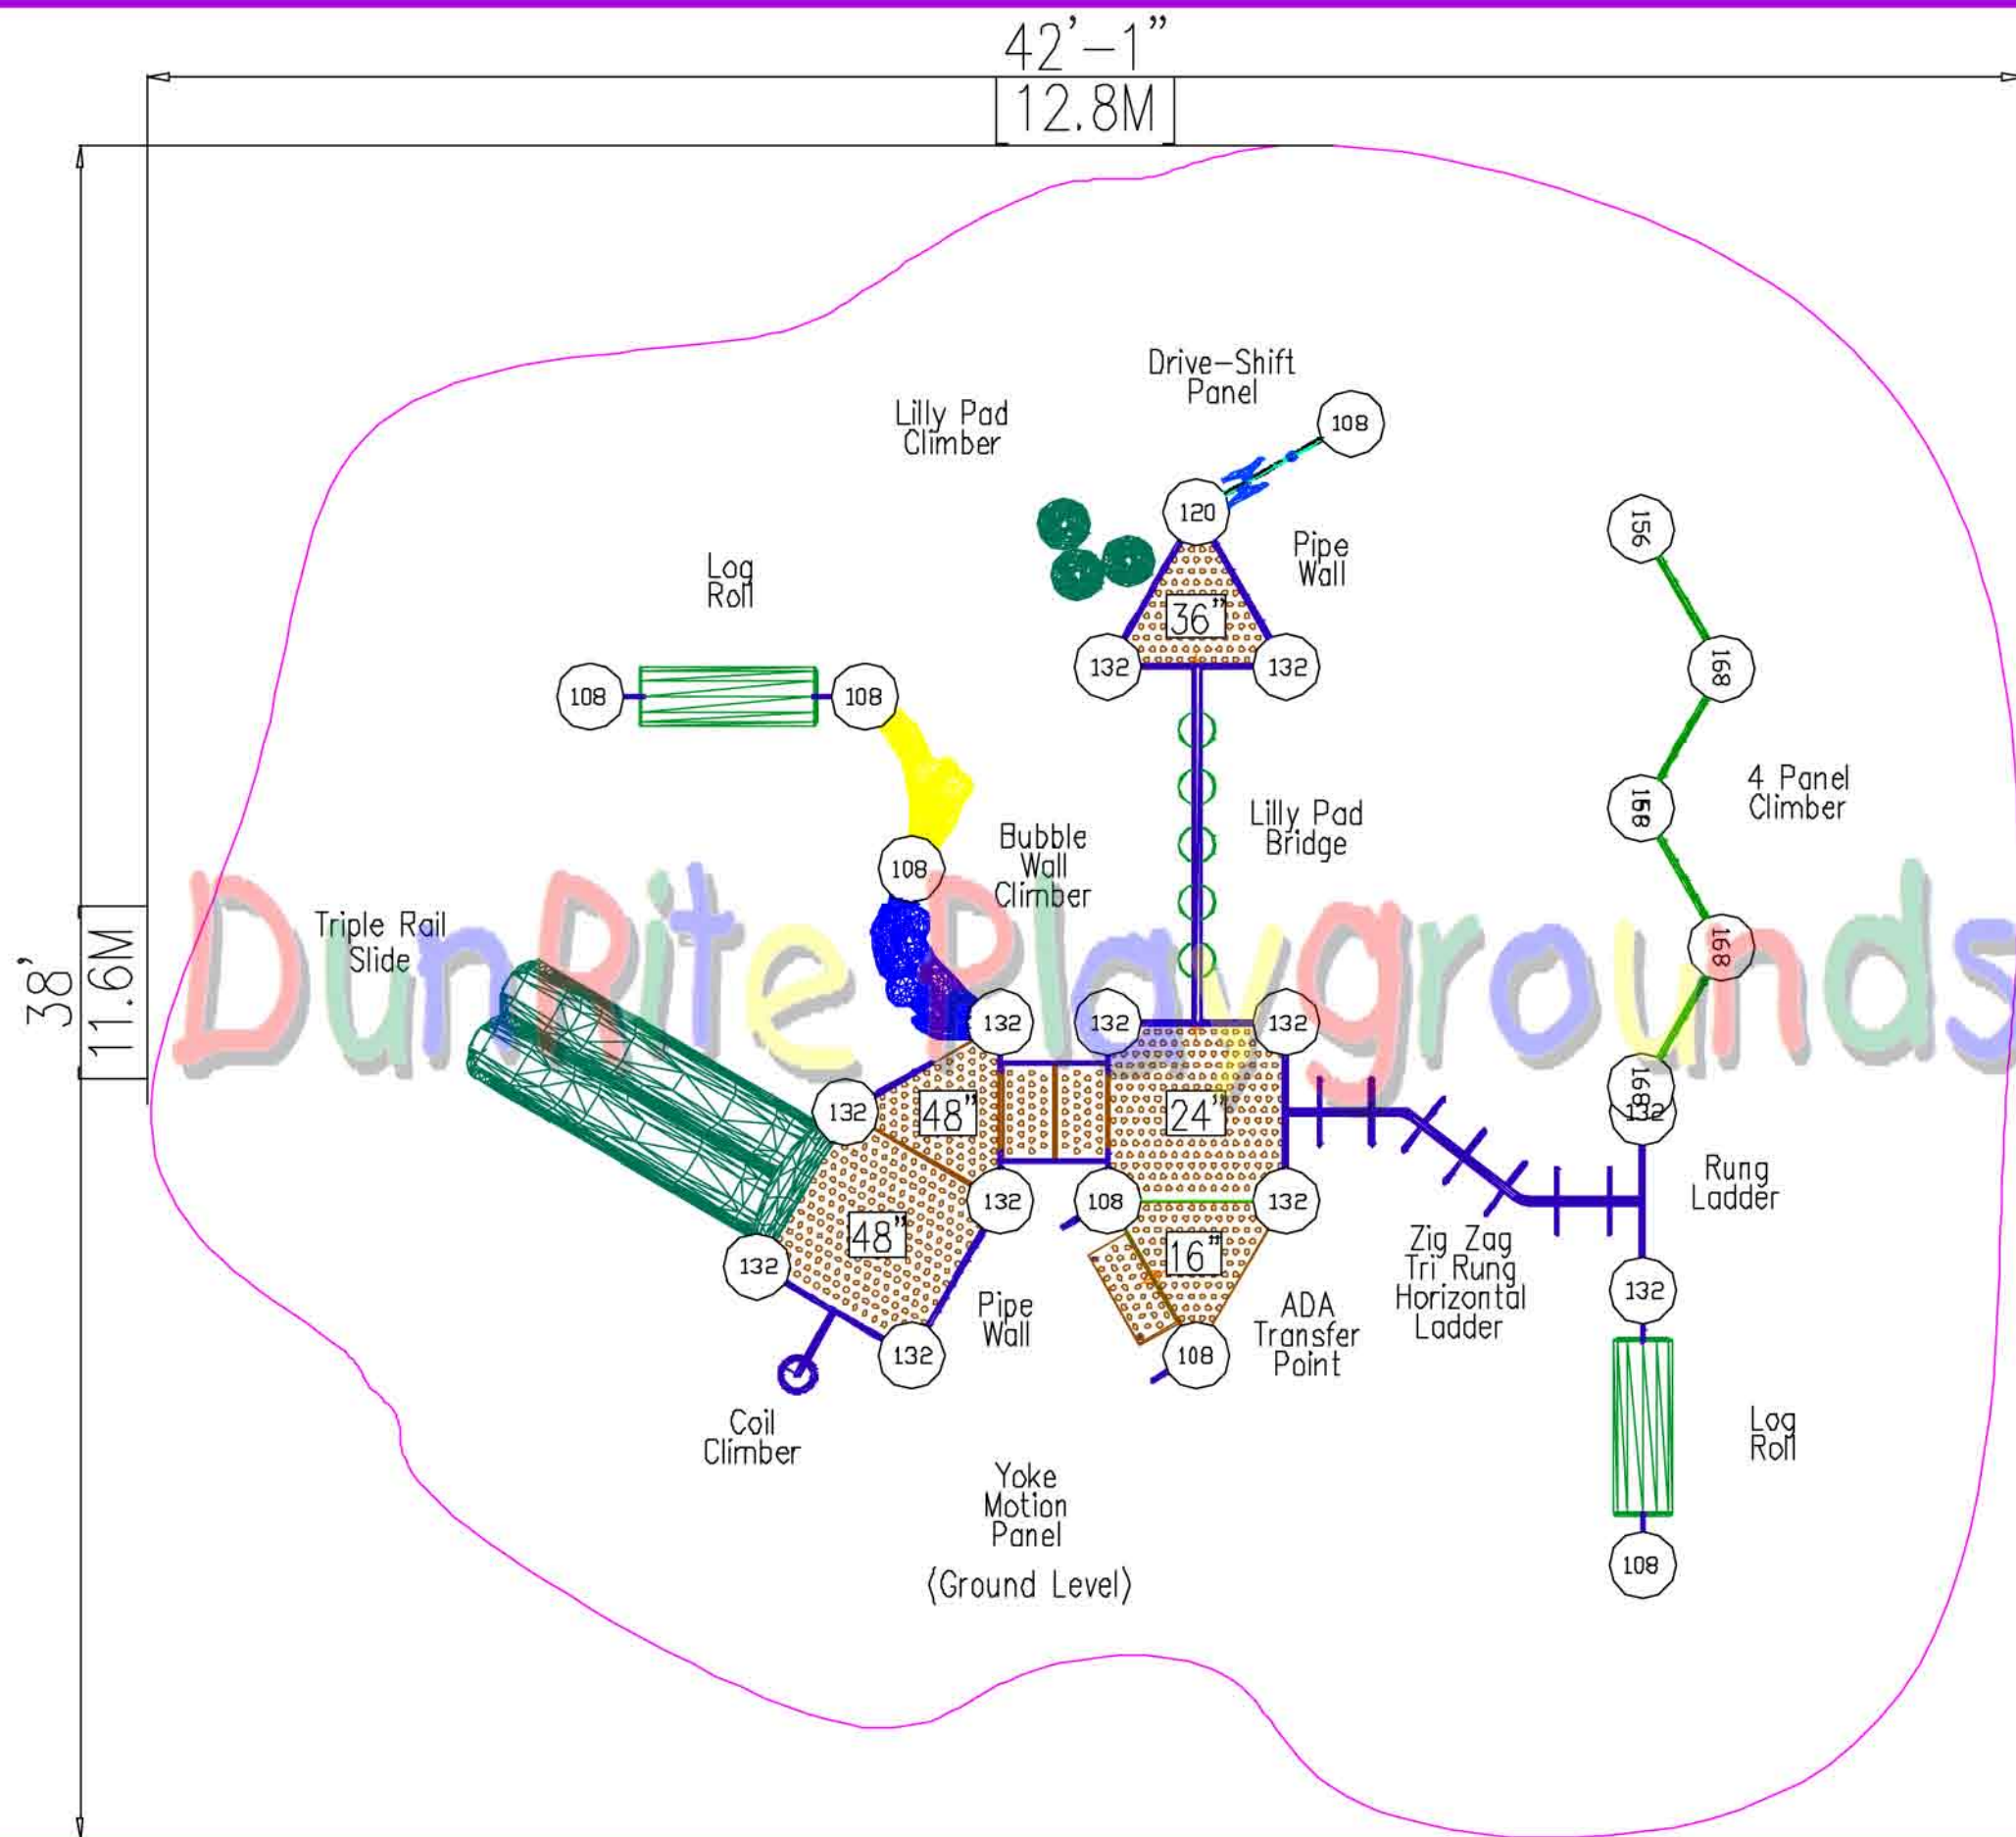 42'-1"
12.8M
38'
11.6M
Drive-Shift
Panel
Lilly Pad
Climber
108
120
156
Pipe
Wall
Log
Roll
36"
132
132
168
108
108
4 Panel
Climber
Lilly Pad
Bridge
Bubble
Wall
Climber
108
168
Triple Rail
Slide
DunRite Playgrounds
132
132
132
168
132
132
48"
24"
Rung
Ladder
132
108
132
48"
16"
Zig Zag
Tri Rung
Horizontal
Ladder
132
132
Pipe
Wall
ADA
Transfer
Point
132
108
Coil
Climber
Log
Roll
Yoke
Motion
Panel
(Ground Level)
108